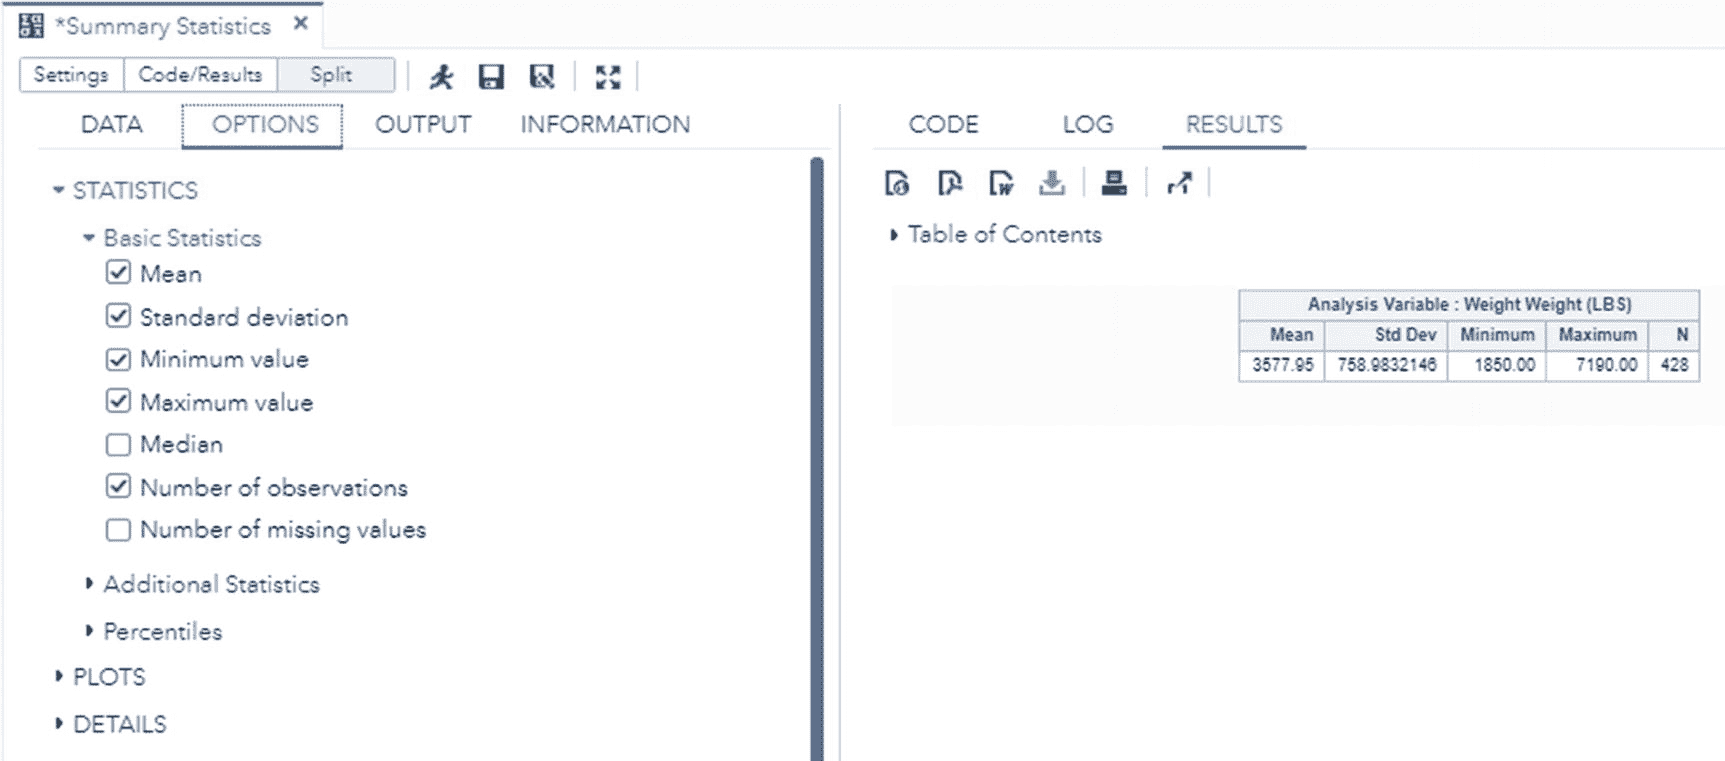 *Summary Statistics
Settings Code/Results Split
DATA OPTIONS OUTPUT INFORMATION
STATISTICS
Basic Statistics
Mean
Standard deviation
Minimum value
Maximum value
Median
Number of observations
Number of missing values
Additional Statistics
Percentiles
PLOTS
DETAILS
CODE LOG RESULTS
Table of Contents
Analysis Variable : Weight Weight (LBS)
Mean Std Dev Minimum Maximum N
3577.95 758.9832146 1850.00 7190.00 428